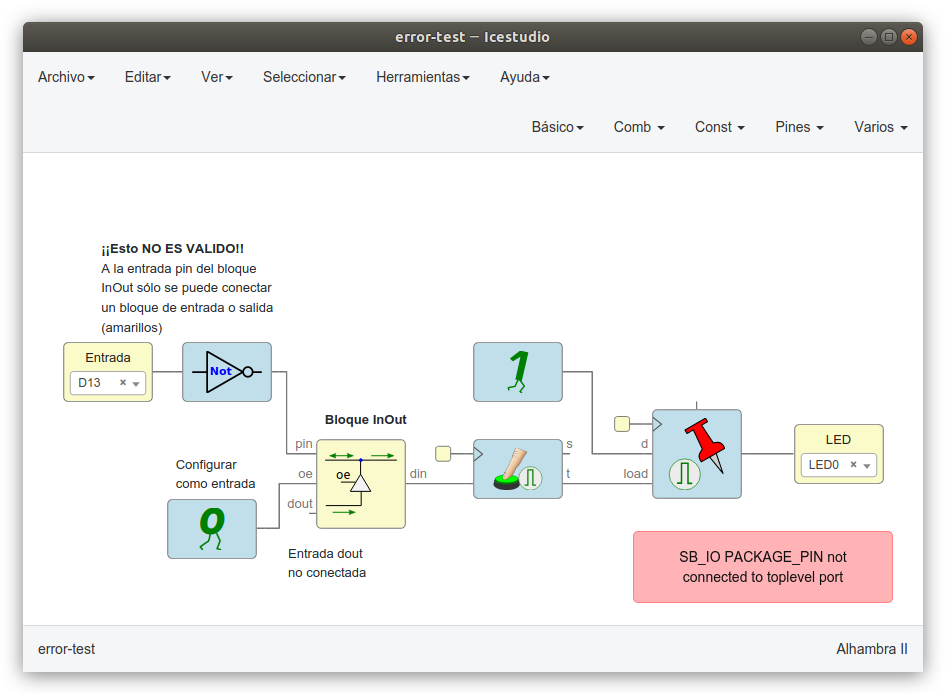 error-test — Icestudio
Archivo Editar Ver Seleccionar Herramientas Ayuda
Básico Comb Const Pines Varios
¡¡Esto NO ES VALIDO!!
A la entrada pin del bloque
InOut sólo se puede conectar
un bloque de entrada o salida
(amarillos)
Entrada
D13 ×
Not
1
Bloque InOut
pin
oe
dout
oe
din
Configurar
como entrada
0
Entrada dout
no conectada
s
t
d
load
LED
LED0 ×
SB_IO PACKAGE_PIN not
connected to toplevel port
error-test
Alhambra II